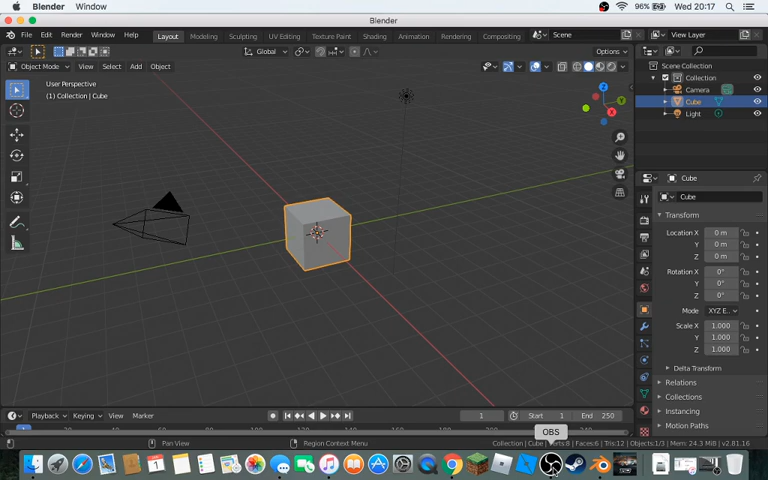 Blender Window 96% Wed 20:17
Blender
File Edit Render Window Help Layout Modeling Sculpting UV Editing Texture Paint Shading Animation Rendering Compositing Scene View Layer
Global Options
Object Mode View Select Add Object
User Perspective
(1) Collection | Cube
Z
Y
X
Scene Collection
Collection
Camera
Cube
Light
Cube
Cube
Transform
Location X 0 m
Y 0 m
Z 0 m
Rotation X 0°
Y 0°
Z 0°
Mode XYZ E..
Scale X 1.000
Y 1.000
Z 1.000
Delta Transform
Relations
Collections
Instancing
Motion Paths
Playback Keying View Marker 1 Start 1 End 250
OBS
Pan View Region Context Menu Collection | Cube | Verts:8 | Faces:6 | Tris:12 | Objects:1/3 | Mem: 24.3 MiB | v2.81.16